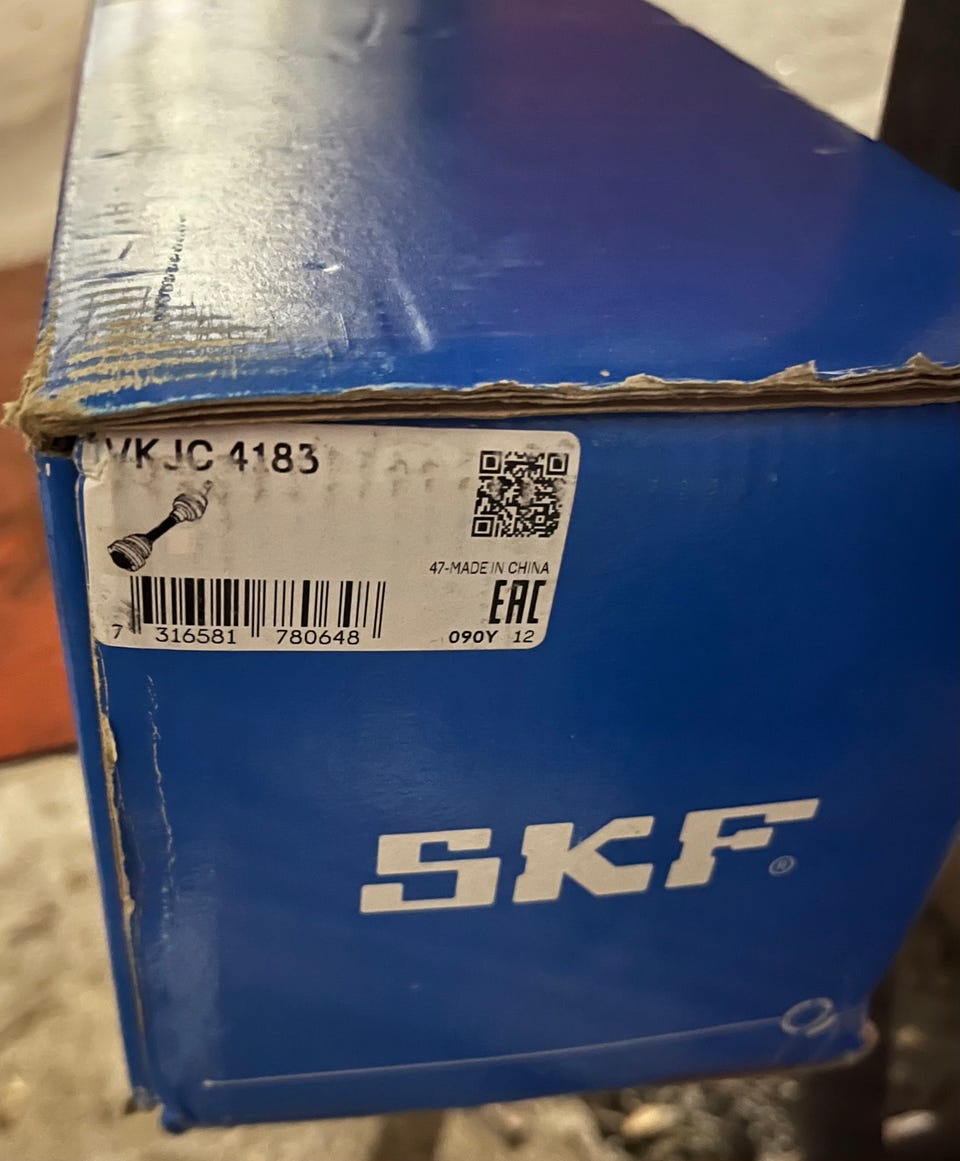 VKJC 4183
47-MADE IN CHINA
EAC
7 316581 780648
090Y 12
SKF®